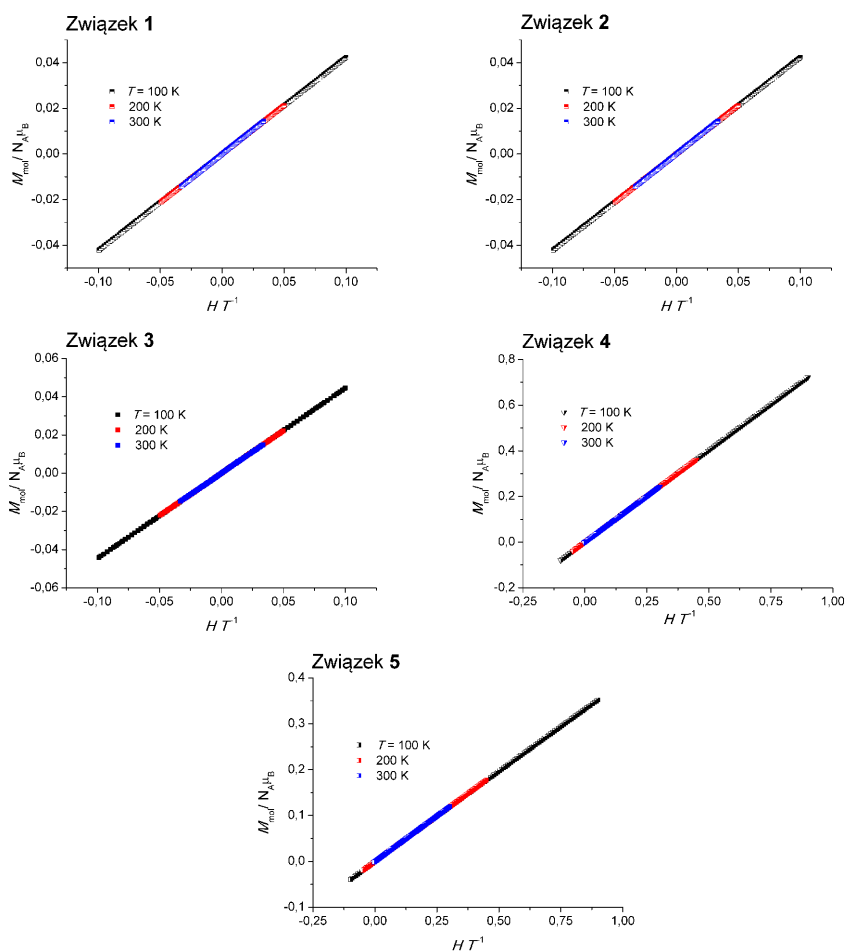 Związek 1
0,04
0,02
0,00
-0,02
-0,04
M_mol/ N_Aμ_B
T = 100 K
200 K
300 K
-0,10 -0,05 0,00 0,05 0,10
H T⁻¹
Związek 2
0,04
0,02
0,00
-0,02
-0,04
M_mol/ N_Aμ_B
T = 100 K
200 K
300 K
-0,10 -0,05 0,00 0,05 0,10
H T⁻¹
Związek 3
0,06
0,04
0,02
0,00
-0,02
-0,04
-0,06
M_mol/ N_Aμ_B
T = 100 K
200 K
300 K
-0,10 -0,05 0,00 0,05 0,10
H T⁻¹
Związek 4
0,8
0,6
0,4
0,2
0,0
-0,2
M_mol/ N_Aμ_B
T = 100 K
200 K
300 K
-0,25 0,00 0,25 0,50 0,75 1,00
H T⁻¹
Związek 5
0,4
0,3
0,2
0,1
0,0
-0,1
M_mol/ N_Aμ_B
T = 100 K
200 K
300 K
-0,25 0,00 0,25 0,50 0,75 1,00
H T⁻¹